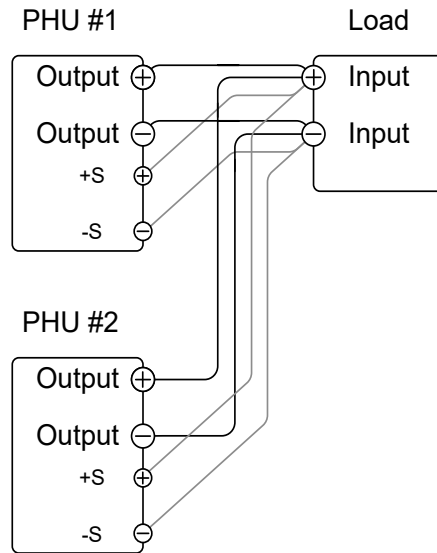 PHU #1
Load
Output
Input
Output
Input
+S
-S
PHU #2
Output
Output
+S
-S